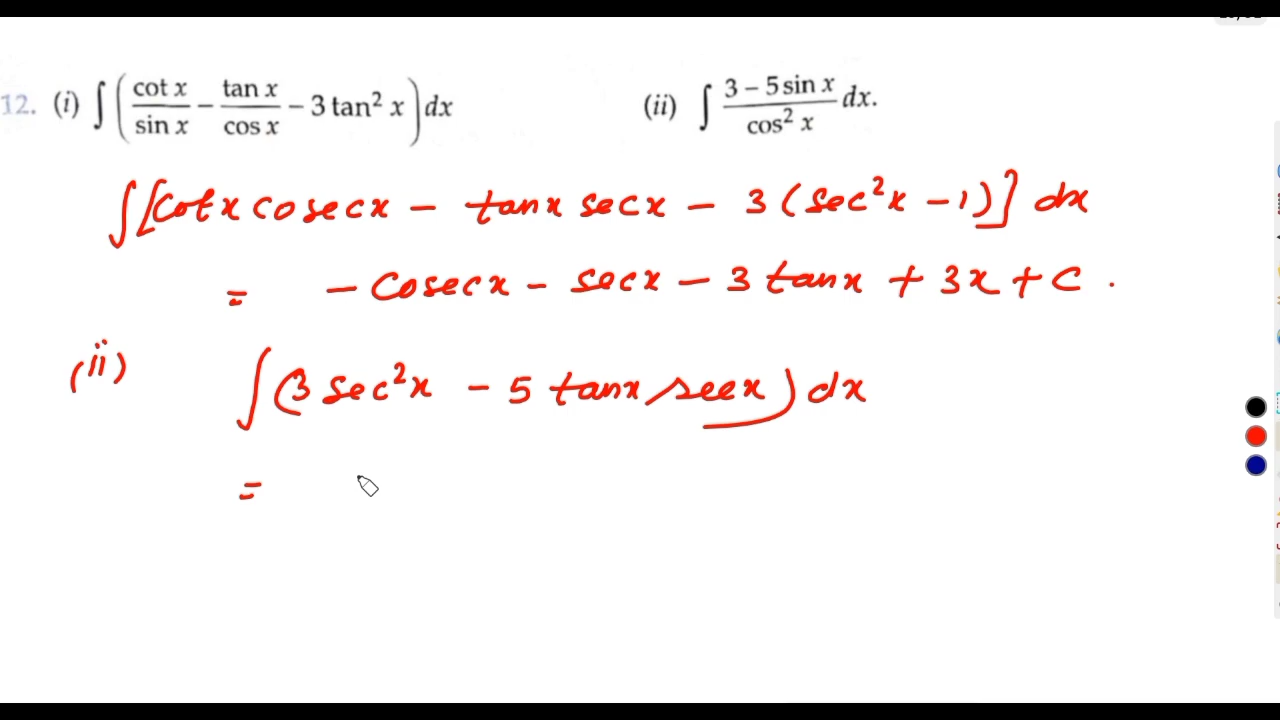 12. (i) ∫ ( cot x / sin x − tan x / cos x − 3 tan² x ) dx (ii) ∫ 3 − 5 sin x / cos² x dx.
∫ [cot x cosec x − tan x sec x − 3 (sec² x − 1)] dx
= − cosec x − sec x − 3 tan x + 3x + c .
(ii) ∫ (3 sec² x − 5 tan x sec x) dx
=